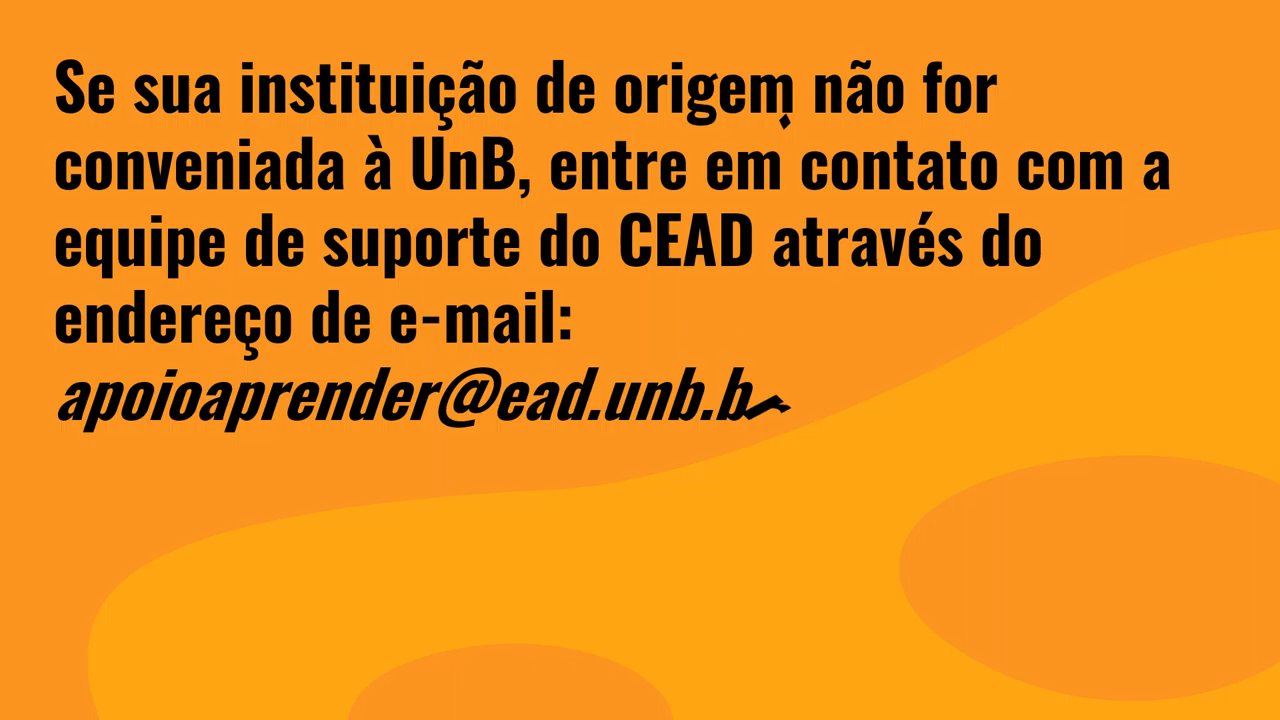 Se sua instituição de origem não for
conveniada à UnB, entre em contato com a
equipe de suporte do CEAD através do
endereço de e-mail:
apoioaprender@ead.unb.br